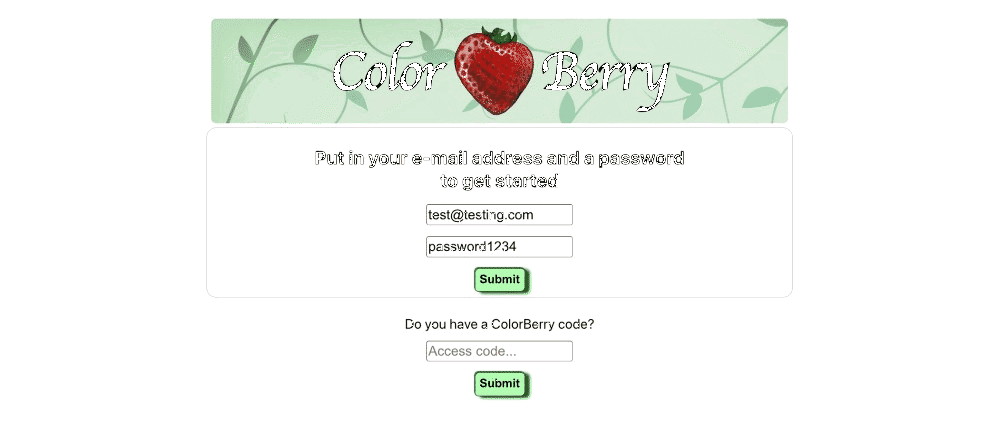 Color Berry
Put in your e-mail address and a password
to get started
test@testing.com
password1234
Submit
Do you have a ColorBerry code?
Access code...
Submit